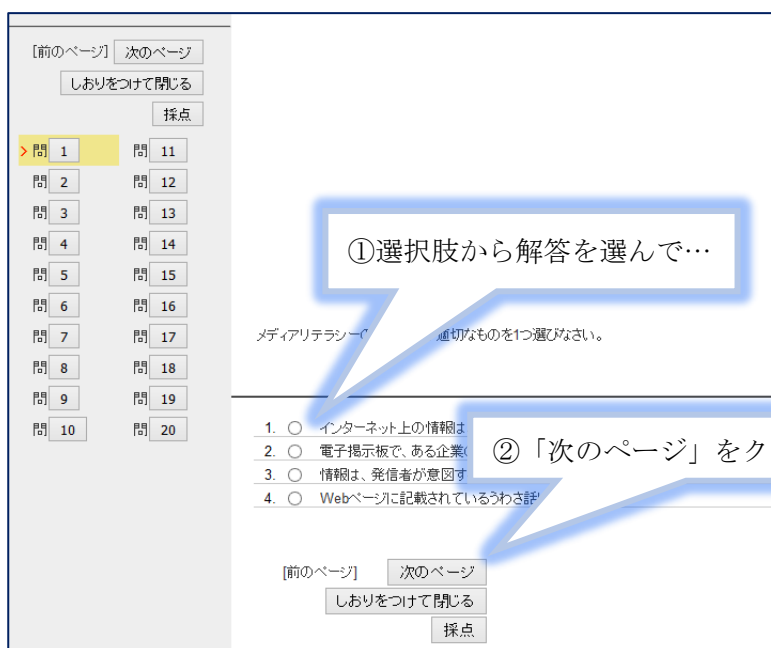 [前のページ] 次のページ
しおりをつけて閉じる
採点
>問 1 問 11
問 2 問 12
問 3 問 13
問 4 問 14
問 5 問 15
問 6 問 16
問 7 問 17
問 8 問 18
問 9 問 19
問 10 問 20
①選択肢から解答を選んで…
メディアリテラシー 適切なものを1つ選びなさい。
1. インターネット上の情報は
2. 電子掲示板で、ある企業
3. 情報は、発信者が意図す
4. Webページに記載されているうわさ話
②「次のページ」をク
[前のページ] 次のページ
しおりをつけて閉じる
採点